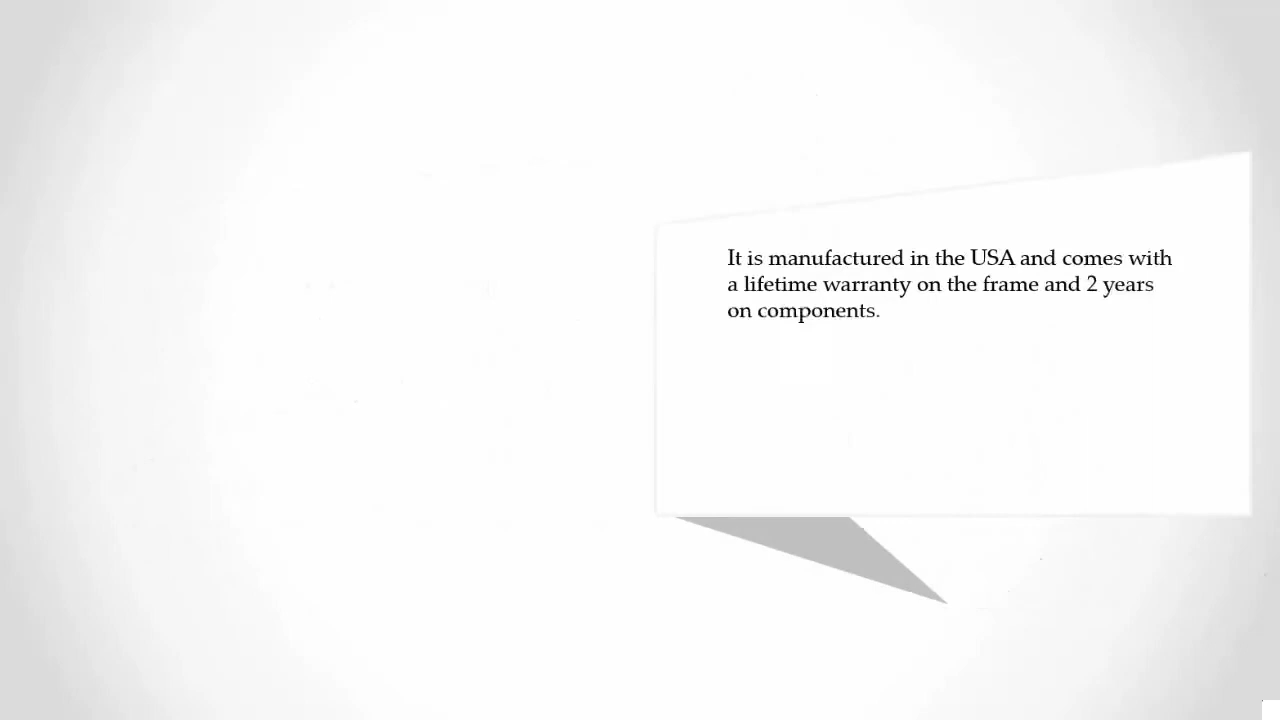 It is manufactured in the USA and comes with
a lifetime warranty on the frame and 2 years
on components.